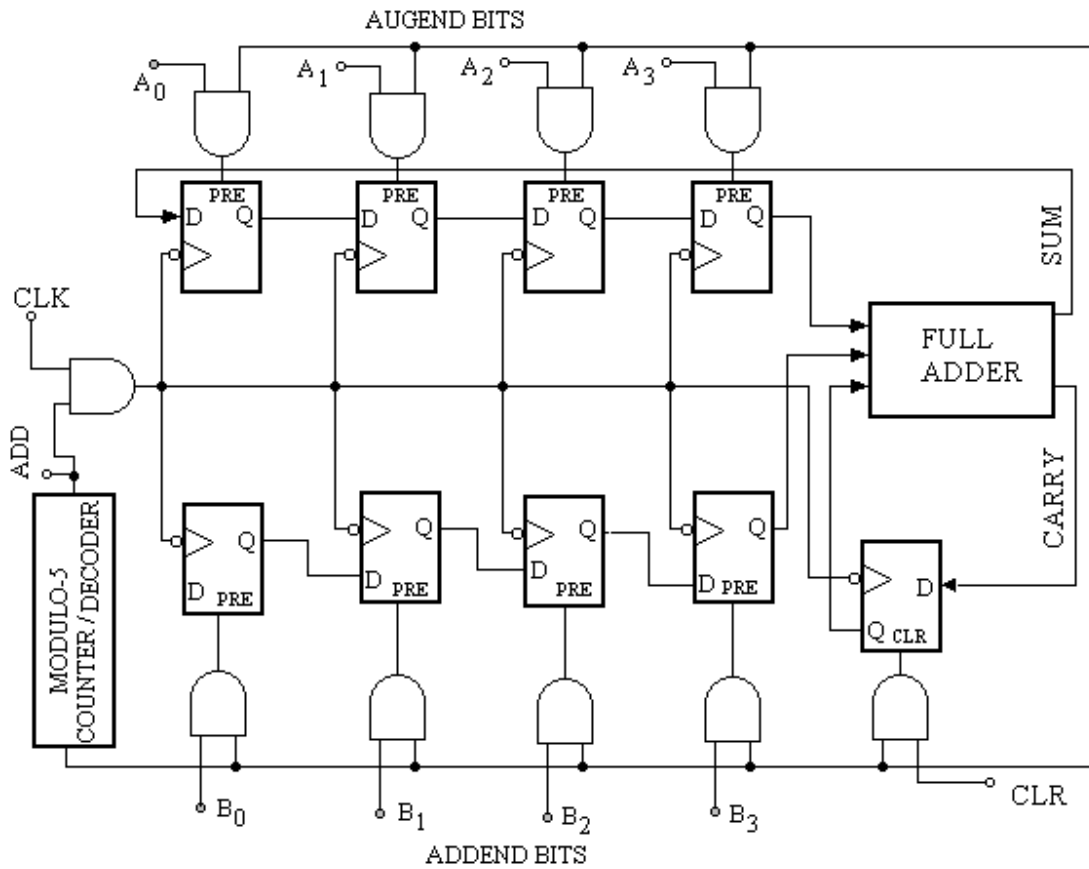 AUGEND BITS
A0
A1
A2
A3
PRE
PRE
PRE
PRE
D Q
D Q
D Q
D Q
SUM
CLK
FULL
ADDER
ADD
CARRY
Q
Q
Q
Q
D
D PRE
D PRE
D PRE
D PRE
Q CLR
MODULO-5
COUNTER / DECODER
CLR
B0
B1
B2
B3
ADDEND BITS